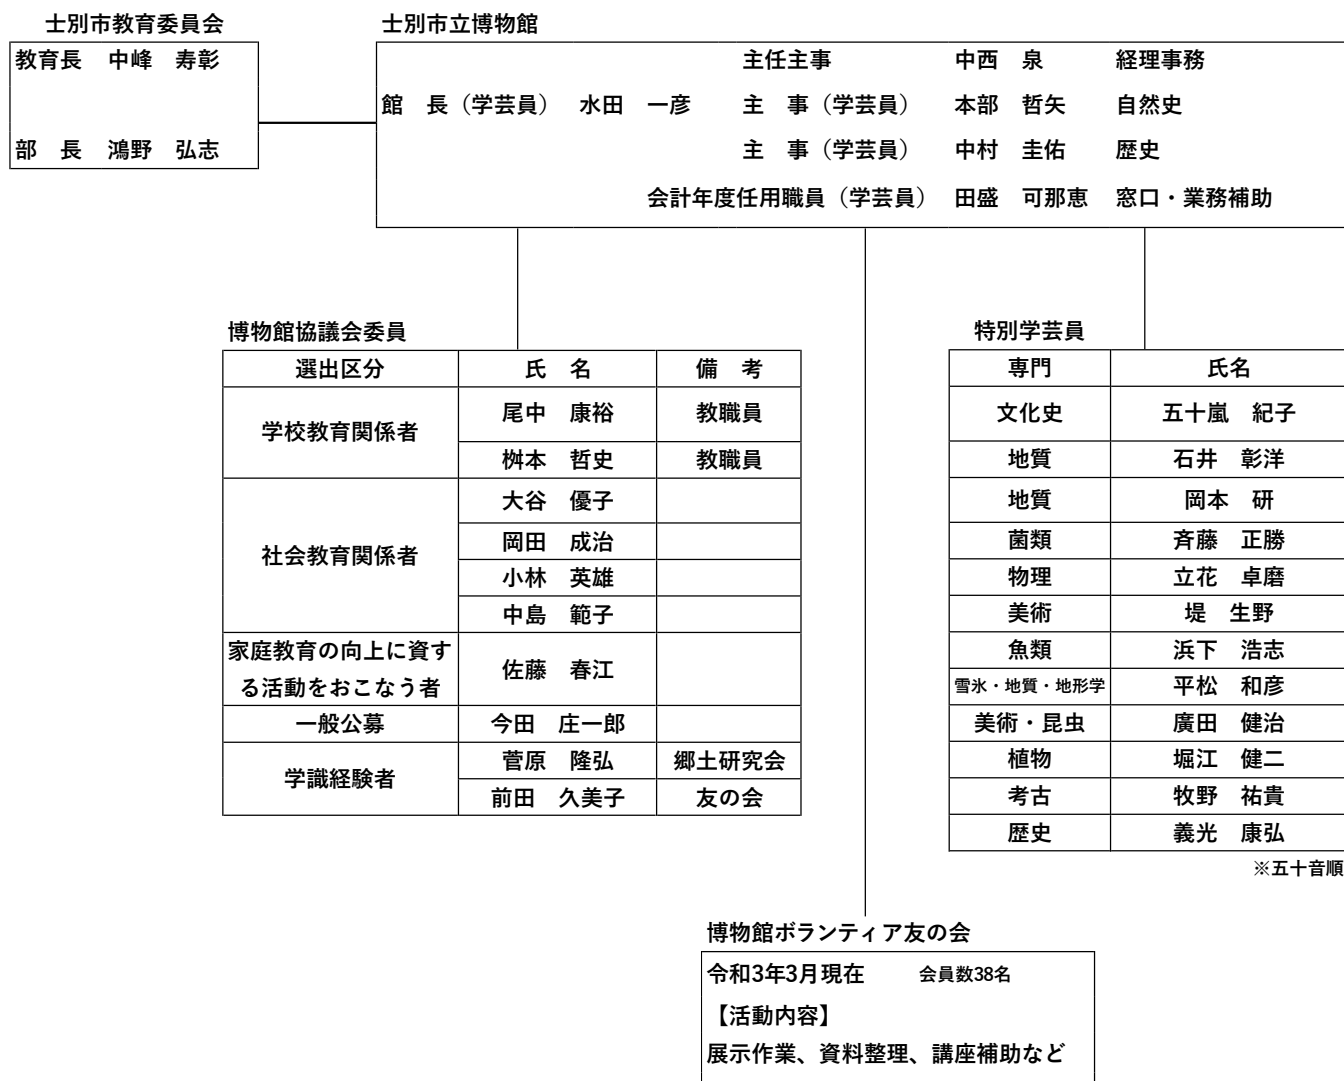 士別市教育委員会
教育長　中峰　寿彰
部　長　鴻野　弘志
士別市立博物館
主任主事　中西　泉　経理事務
館　長（学芸員）　水田　一彦　主　事（学芸員）　本部　哲矢　自然史
主　事（学芸員）　中村　圭佑　歴史
会計年度任用職員（学芸員）　田盛　可那恵　窓口・業務補助
博物館協議会委員
選出区分　氏　名　備　考
学校教育関係者　尾中　康裕　教職員
桝本　哲史　教職員
社会教育関係者　大谷　優子
岡田　成治
小林　英雄
中島　範子
家庭教育の向上に資す
る活動をおこなう者　佐藤　春江
一般公募　今田　庄一郎
学識経験者　菅原　隆弘　郷土研究会
前田　久美子　友の会
特別学芸員
専門　氏名
文化史　五十嵐　紀子
地質　石井　彰洋
地質　岡本　研
菌類　斉藤　正勝
物理　立花　卓磨
美術　堤　生野
魚類　浜下　浩志
雪氷・地質・地形学　平松　和彦
美術・昆虫　廣田　健治
植物　堀江　健二
考古　牧野　祐貴
歴史　義光　康弘
※五十音順
博物館ボランティア友の会
令和3年3月現在　会員数38名
【活動内容】
展示作業、資料整理、講座補助など